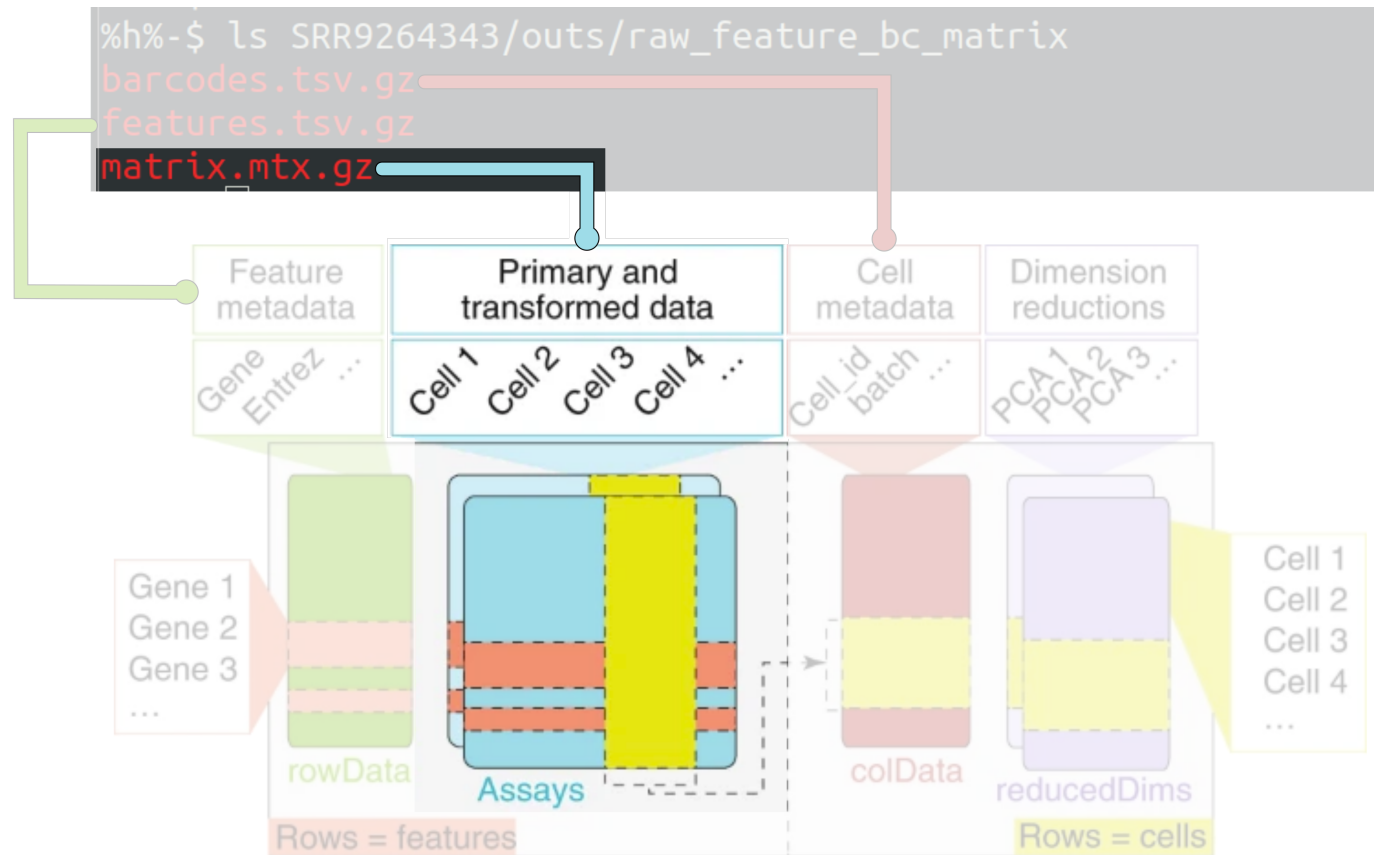 %h%-$ ls SRR9264343/outs/raw_feature_bc_matrix
barcodes.tsv.gz
features.tsv.gz
matrix.mtx.gz
Feature
metadata
Primary and
transformed data
Cell
metadata
Dimension
reductions
Gene
Entrez
...
Cell 1
Cell 2
Cell 3
Cell 4
...
Cell_id
batch
...
PCA 1
PCA 2
PCA 3
...
Gene 1
Gene 2
Gene 3
...
Cell 1
Cell 2
Cell 3
Cell 4
...
rowData
Assays
colData
reducedDims
Rows = features
Rows = cells